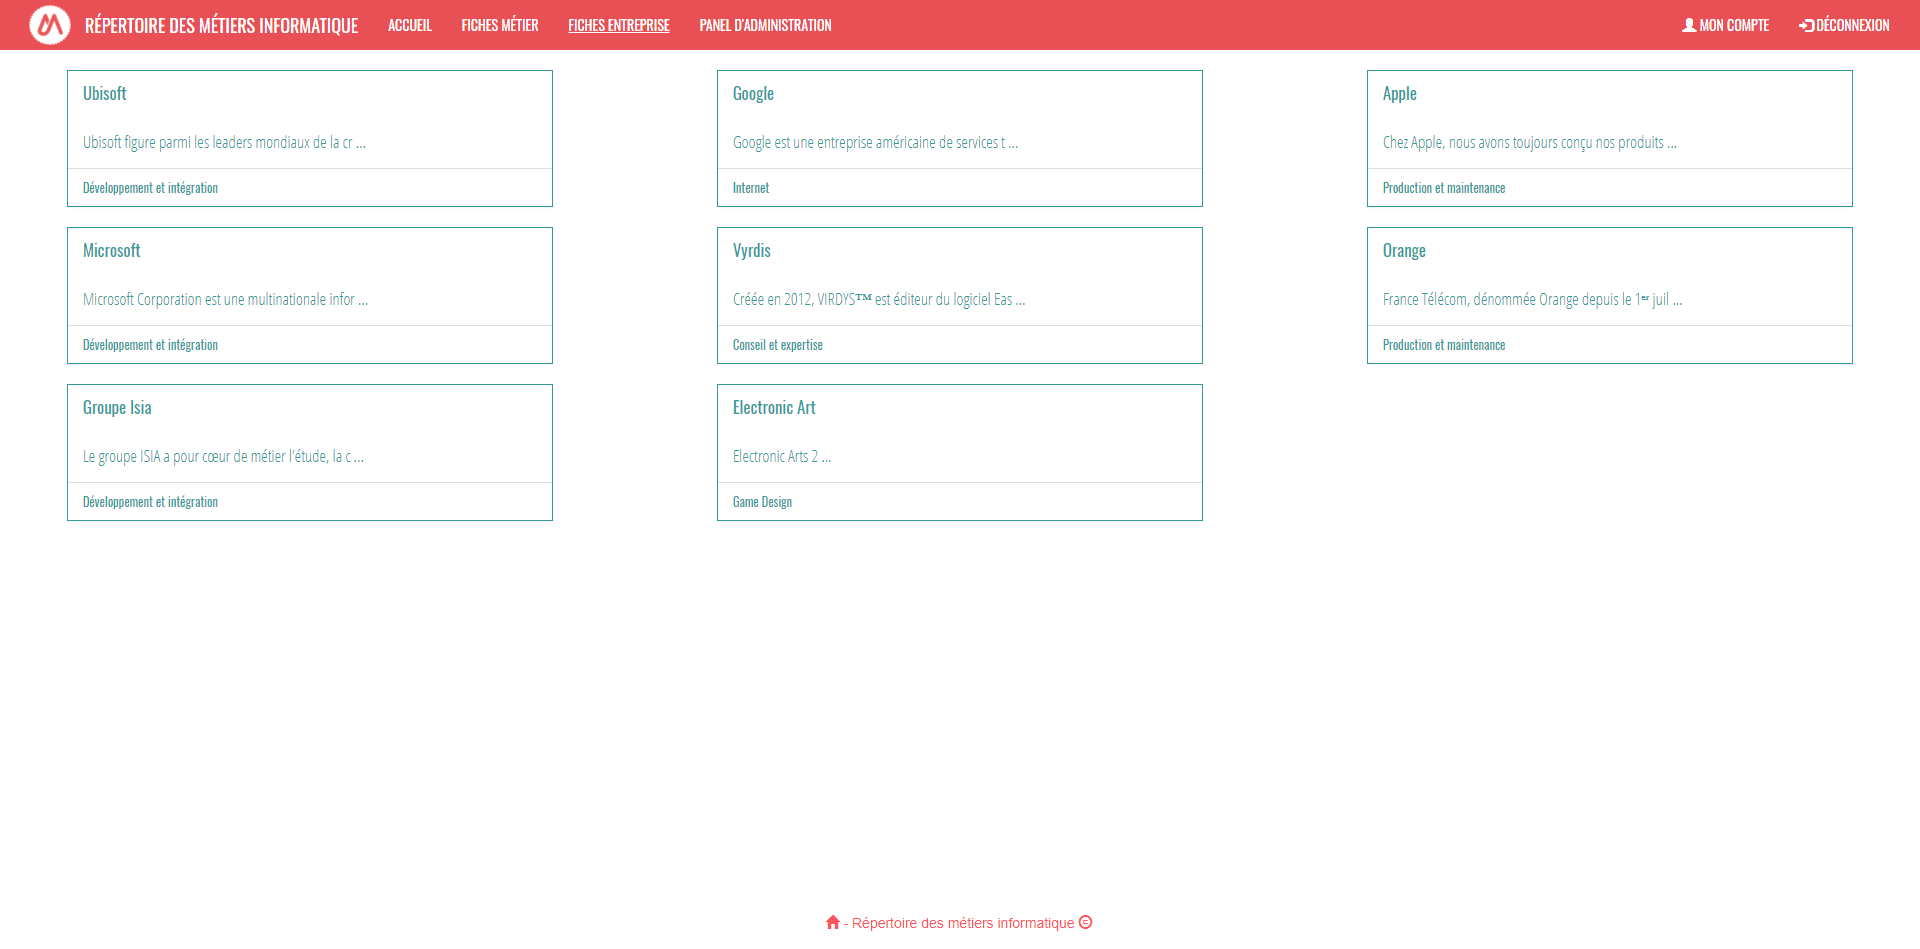 RÉPERTOIRE DES MÉTIERS INFORMATIQUE ACCUEIL FICHES MÉTIER FICHES ENTREPRISE PANEL D'ADMINISTRATION MON COMPTE DÉCONNEXION
Ubisoft
Ubisoft figure parmi les leaders mondiaux de la cr ...
Développement et intégration
Google
Google est une entreprise américaine de services t ...
Internet
Apple
Chez Apple, nous avons toujours conçu nos produits ...
Production et maintenance
Microsoft
Microsoft Corporation est une multinationale infor ...
Développement et intégration
Vyrdis
Créée en 2012, VIRDYS™ est éditeur du logiciel Eas ...
Conseil et expertise
Orange
France Télécom, dénommée Orange depuis le 1ᵉʳ juil ...
Production et maintenance
Groupe Isia
Le groupe ISIA a pour cœur de métier l'étude, la c ...
Développement et intégration
Electronic Art
Electronic Arts 2 ...
Game Design
- Répertoire des métiers informatique ©